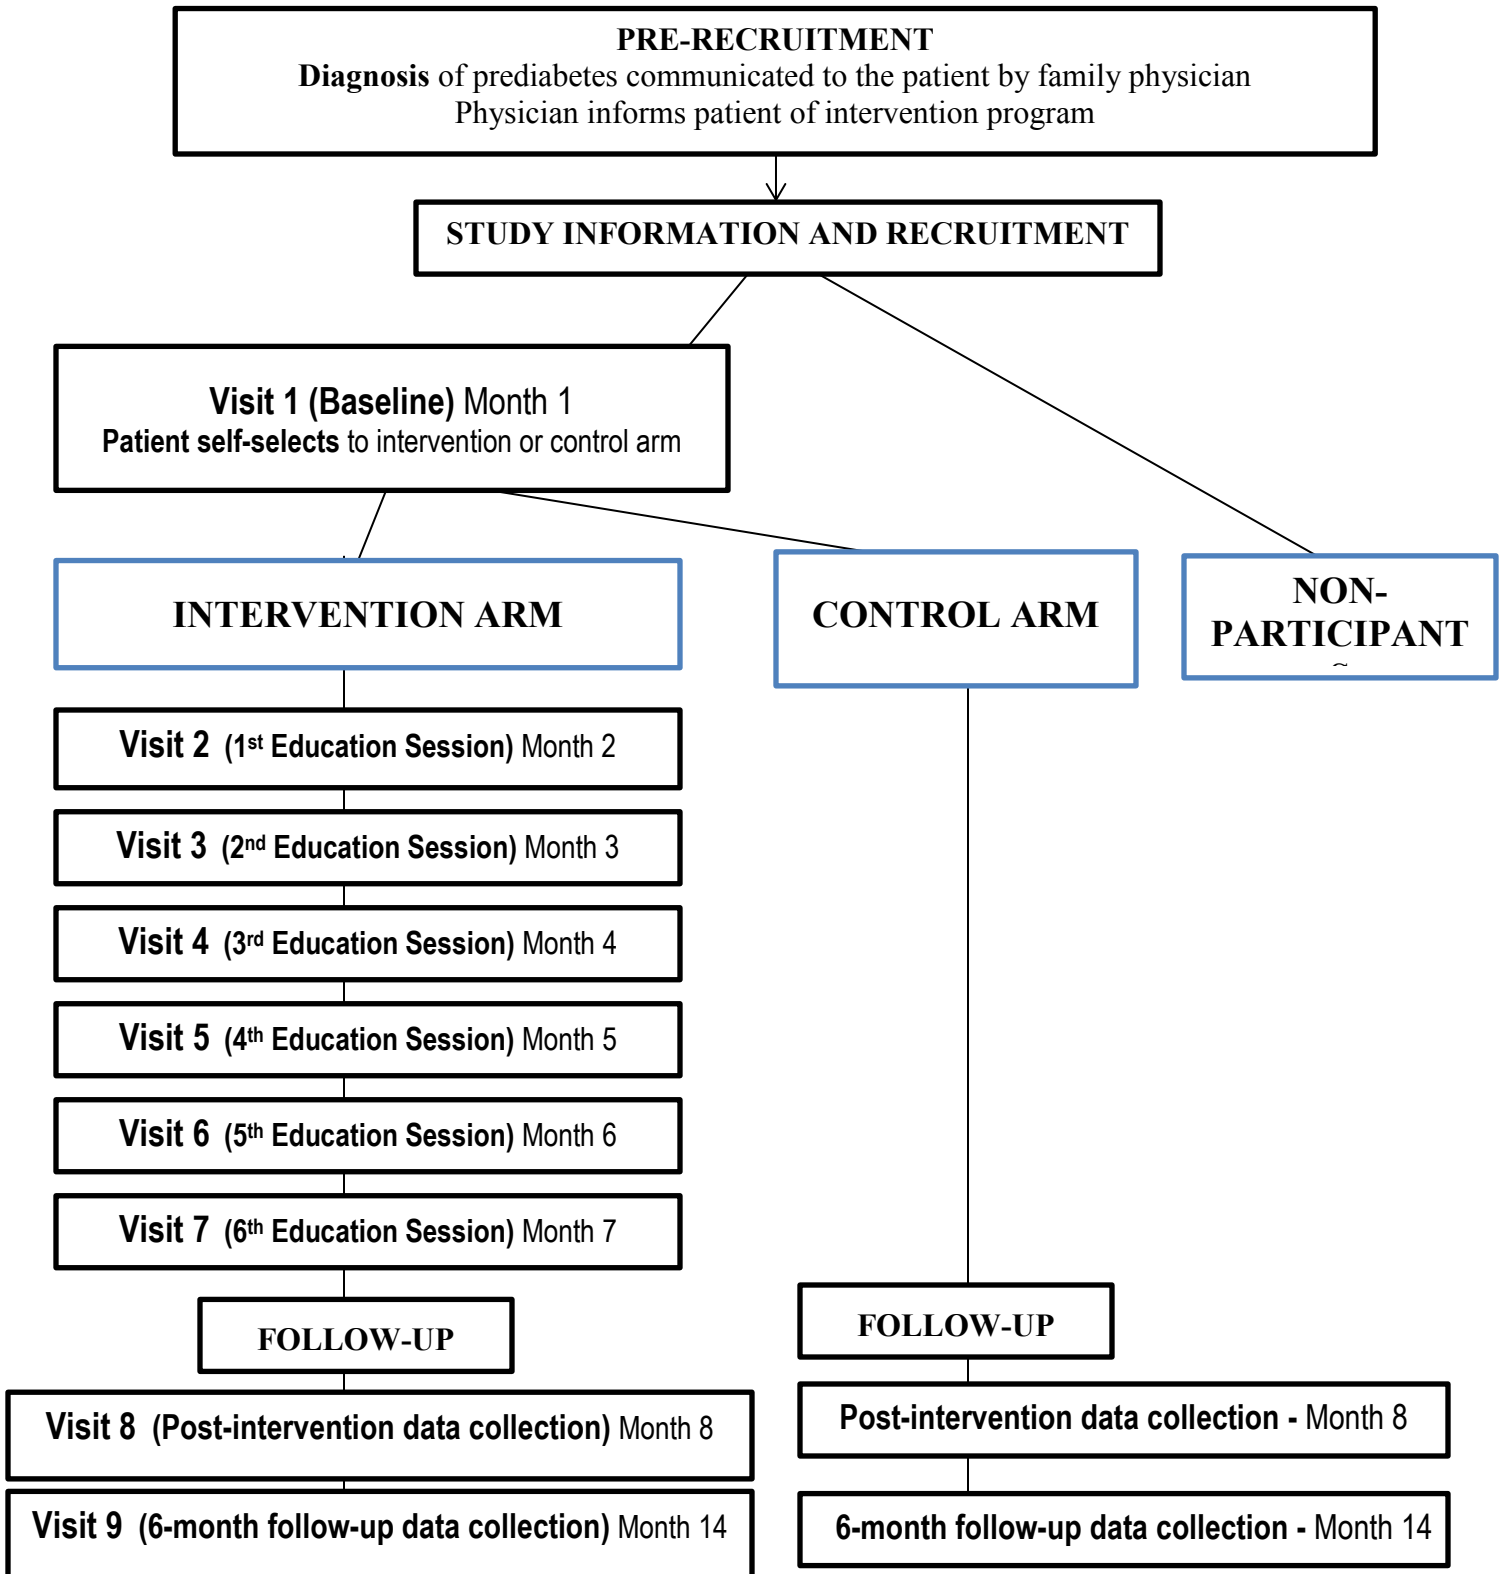 PRE-RECRUITMENT
Diagnosis of prediabetes communicated to the patient by family physician
Physician informs patient of intervention program
STUDY INFORMATION AND RECRUITMENT
Visit 1 (Baseline) Month 1
Patient self-selects to intervention or control arm
INTERVENTION ARM
CONTROL ARM
NON-
PARTICIPANT
Visit 2 (1st Education Session) Month 2
Visit 3 (2nd Education Session) Month 3
Visit 4 (3rd Education Session) Month 4
Visit 5 (4th Education Session) Month 5
Visit 6 (5th Education Session) Month 6
Visit 7 (6th Education Session) Month 7
FOLLOW-UP
Visit 8 (Post-intervention data collection) Month 8
Visit 9 (6-month follow-up data collection) Month 14
FOLLOW-UP
Post-intervention data collection - Month 8
6-month follow-up data collection - Month 14